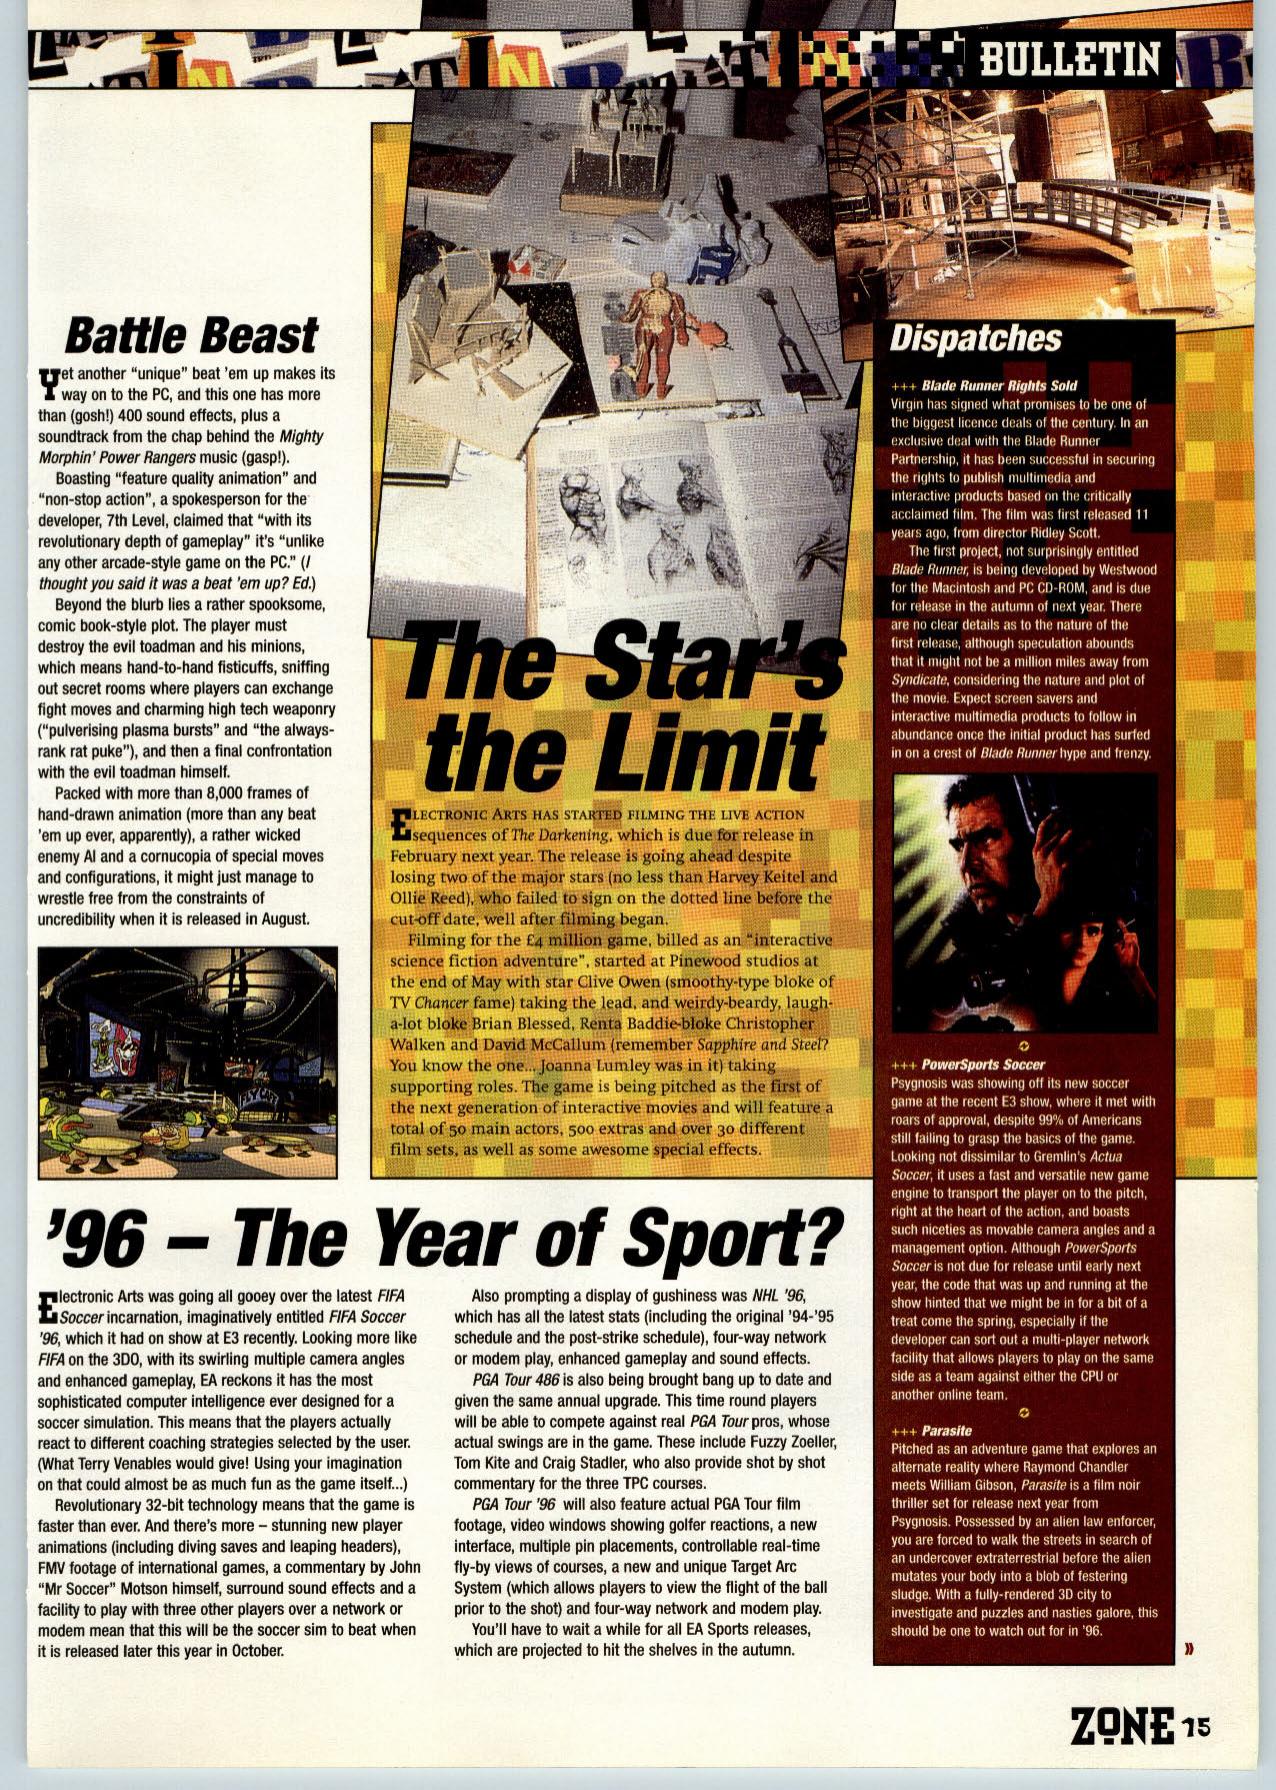 BULLETIN
Battle Beast
Yet another “unique” beat ’em up makes its
way on to the PC, and this one has more
than (gosh!) 400 sound effects, plus a
soundtrack from the chap behind the Mighty
Morphin’ Power Rangers music (gasp!).
Boasting “feature quality animation” and
“non-stop action”, a spokesperson for the
developer, 7th Level, claimed that “with its
revolutionary depth of gameplay” it’s “unlike
any other arcade-style game on the PC.” (I
thought you said it was a beat ’em up? Ed.)
Beyond the blurb lies a rather spooksome,
comic book-style plot. The player must
destroy the evil toadman and his minions,
which means hand-to-hand fisticuffs, sniffing
out secret rooms where players can exchange
fight moves and charming high tech weaponry
(“pulverising plasma bursts” and “the always-
rank rat puke”), and then a final confrontation
with the evil toadman himself.
Packed with more than 8,000 frames of
hand-drawn animation (more than any beat
’em up ever, apparently), a rather wicked
enemy AI and a cornucopia of special moves
and configurations, it might just manage to
wrestle free from the constraints of
uncredibility when it is released in August.
FLY CAFE
The Star’s
the Limit
Electronic Arts has started filming the live action
sequences of The Darkening, which is due for release in
February next year. The release is going ahead despite
losing two of the major stars (no less than Harvey Keitel and
Ollie Reed), who failed to sign on the dotted line before the
cut-off date, well after filming began.
Filming for the £4 million game, billed as an “interactive
science fiction adventure”, started at Pinewood studios at
the end of May with star Clive Owen (smoothy-type bloke of
TV Chancer fame) taking the lead, and weirdy-beardy, laugh-
a-lot bloke Brian Blessed, Renta Baddie-bloke Christopher
Walken and David McCallum (remember Sapphire and Steel?
You know the one... Joanna Lumley was in it) taking
supporting roles. The game is being pitched as the first of
the next generation of interactive movies and will feature a
total of 50 main actors, 500 extras and over 30 different
film sets, as well as some awesome special effects.
’96 – The Year of Sport?
Electronic Arts was going all gooey over the latest FIFA
Soccer incarnation, imaginatively entitled FIFA Soccer
’96, which it had on show at E3 recently. Looking more like
FIFA on the 3DO, with its swirling multiple camera angles
and enhanced gameplay, EA reckons it has the most
sophisticated computer intelligence ever designed for a
soccer simulation. This means that the players actually
react to different coaching strategies selected by the user.
(What Terry Venables would give! Using your imagination
on that could almost be as much fun as the game itself...)
Revolutionary 32-bit technology means that the game is
faster than ever. And there’s more – stunning new player
animations (including diving saves and leaping headers),
FMV footage of international games, a commentary by John
“Mr Soccer” Motson himself, surround sound effects and a
facility to play with three other players over a network or
modem mean that this will be the soccer sim to beat when
it is released later this year in October.
Also prompting a display of gushiness was NHL ’96,
which has all the latest stats (including the original ’94-’95
schedule and the post-strike schedule), four-way network
or modem play, enhanced gameplay and sound effects.
PGA Tour 486 is also being brought bang up to date and
given the same annual upgrade. This time round players
will be able to compete against real PGA Tour pros, whose
actual swings are in the game. These include Fuzzy Zoeller,
Tom Kite and Craig Stadler, who also provide shot by shot
commentary for the three TPC courses.
PGA Tour ’96 will also feature actual PGA Tour film
footage, video windows showing golfer reactions, a new
interface, multiple pin placements, controllable real-time
fly-by views of courses, a new and unique Target Arc
System (which allows players to view the flight of the ball
prior to the shot) and four-way network and modem play.
You’ll have to wait a while for all EA Sports releases,
which are projected to hit the shelves in the autumn.
Dispatches
+++ Blade Runner Rights Sold
Virgin has signed what promises to be one of
the biggest licence deals of the century. In an
exclusive deal with the Blade Runner
Partnership, it has been successful in securing
the rights to publish multimedia and
interactive products based on the critically
acclaimed film. The film was first released 11
years ago, from director Ridley Scott.
The first project, not surprisingly entitled
Blade Runner, is being developed by Westwood
for the Macintosh and PC CD-ROM, and is due
for release in the autumn of next year. There
are no clear details as to the nature of the
first release, although speculation abounds
that it might not be a million miles away from
Syndicate, considering the nature and plot of
the movie. Expect screen savers and
interactive multimedia products to follow in
abundance once the initial product has surfed
in on a crest of Blade Runner hype and frenzy.
+++ PowerSports Soccer
Psygnosis was showing off its new soccer
game at the recent E3 show, where it met with
roars of approval, despite 99% of Americans
still failing to grasp the basics of the game.
Looking not dissimilar to Gremlin’s Actua
Soccer, it uses a fast and versatile new game
engine to transport the player on to the pitch,
right at the heart of the action, and boasts
such niceties as movable camera angles and a
management option. Although PowerSports
Soccer is not due for release until early next
year, the code that was up and running at the
show hinted that we might be in for a bit of a
treat come the spring, especially if the
developer can sort out a multi-player network
facility that allows players to play on the same
side as a team against either the CPU or
another online team.
+++ Parasite
Pitched as an adventure game that explores an
alternate reality where Raymond Chandler
meets William Gibson, Parasite is a film noir
thriller set for release next year from
Psygnosis. Possessed by an alien law enforcer,
you are forced to walk the streets in search of
an undercover extraterrestrial before the alien
mutates your body into a blob of festering
sludge. With a fully-rendered 3D city to
investigate and puzzles and nasties galore, this
should be one to watch out for in ’96.
»
ZONE 15